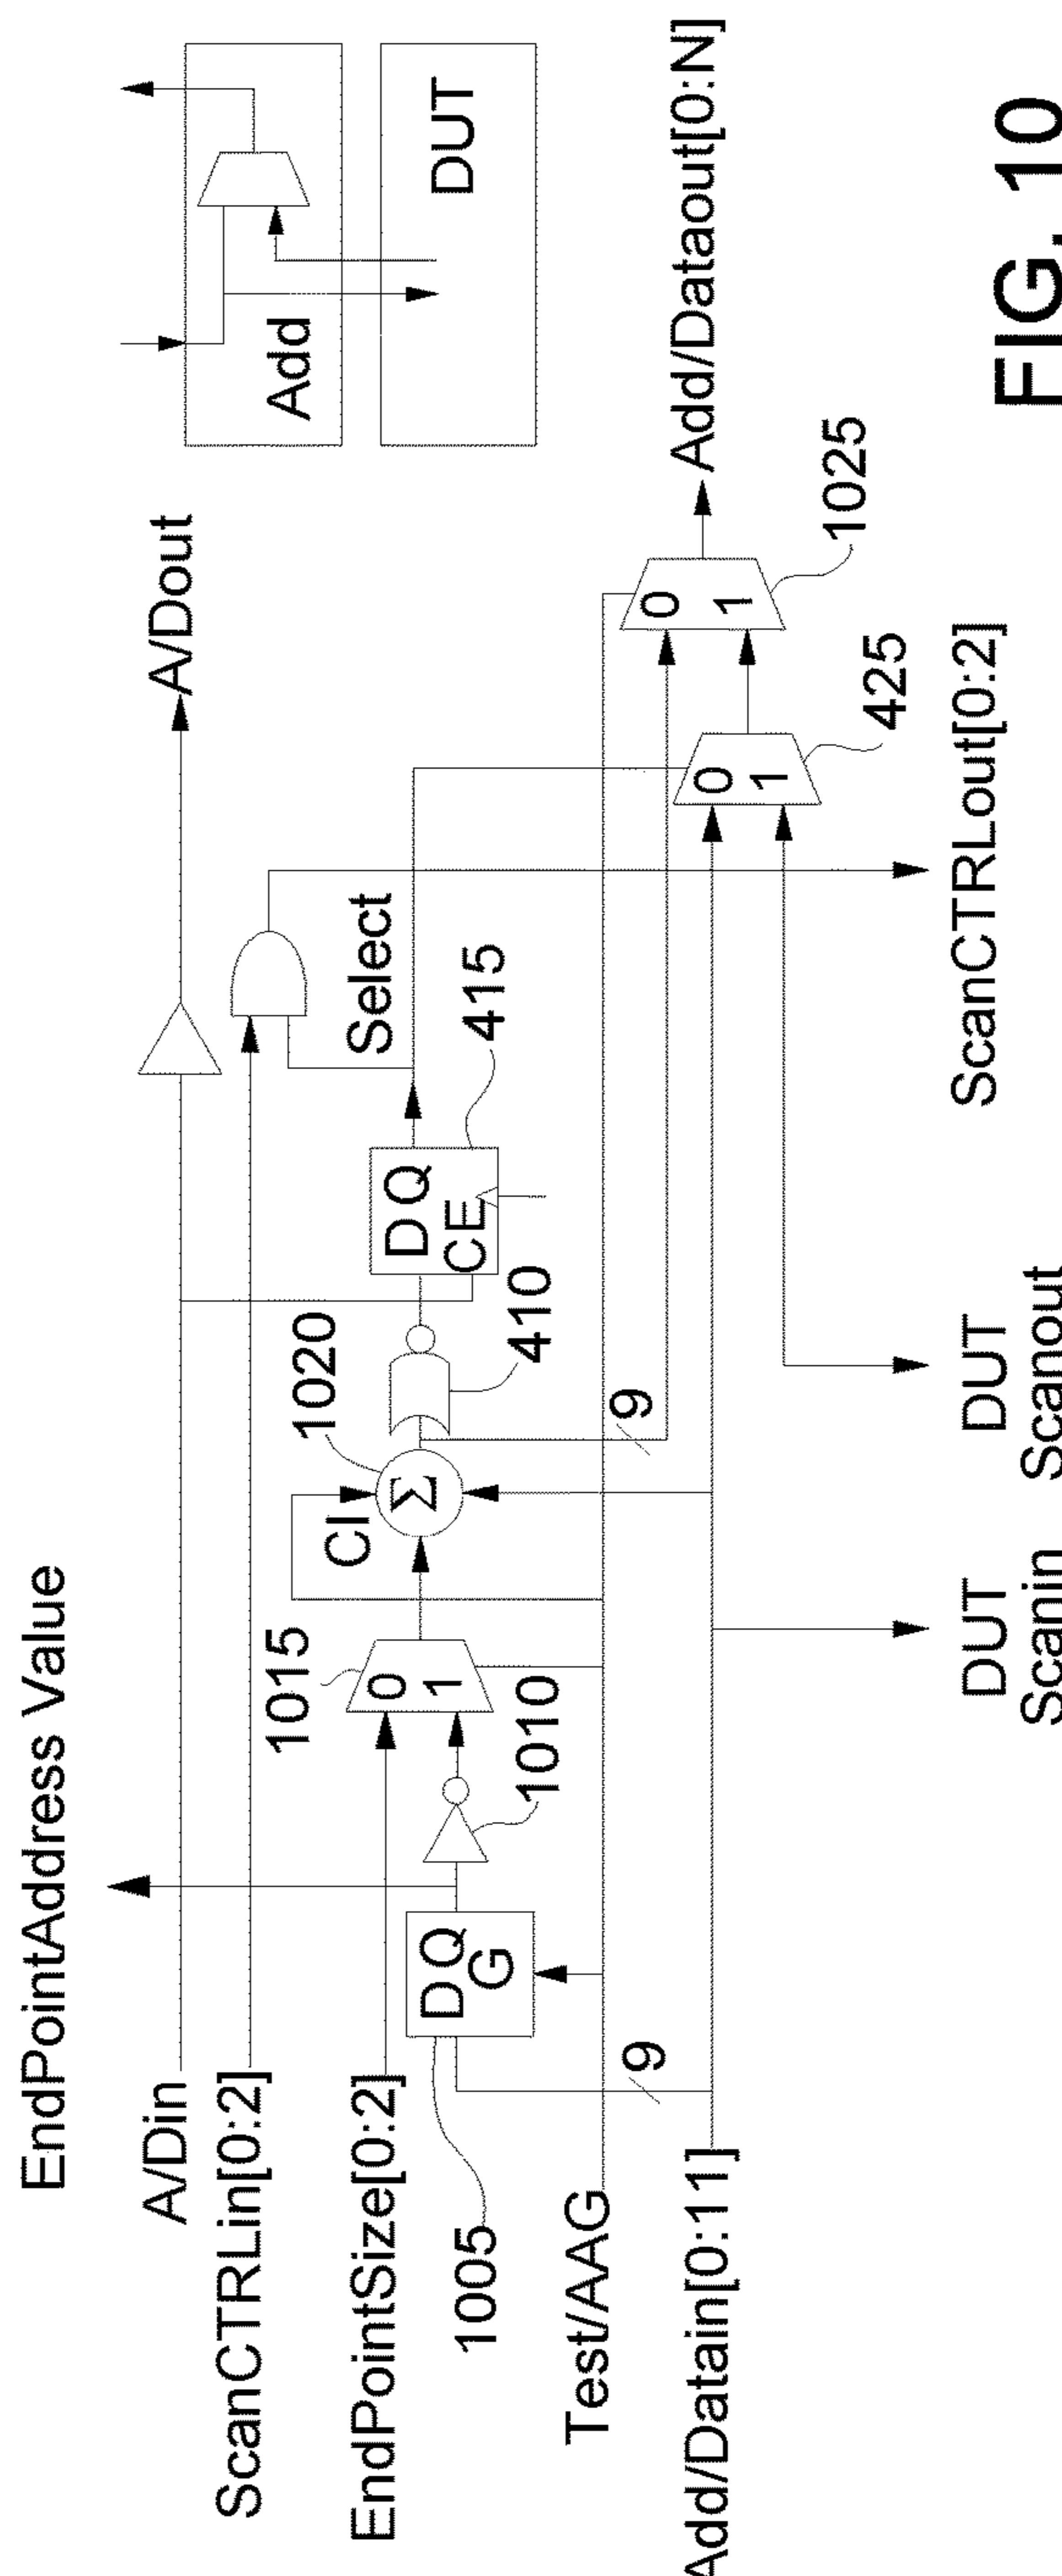 EndPointAddress Value
A/Din
A/Dout
ScanCTRLin[0:2]
EndPointSize[0:2]
1005
Test/AAG
Add/Datain[0:11]
9
D Q
G
1010
1015
0
1
CI
Σ
1020
410
9
D Q
CE
415
Select
0
1
425
0
1
1025
Add/Dataout[0:N]
ScanCTRLout[0:2]
DUT
Scanin
DUT
Scanout
Add
DUT
FIG. 10